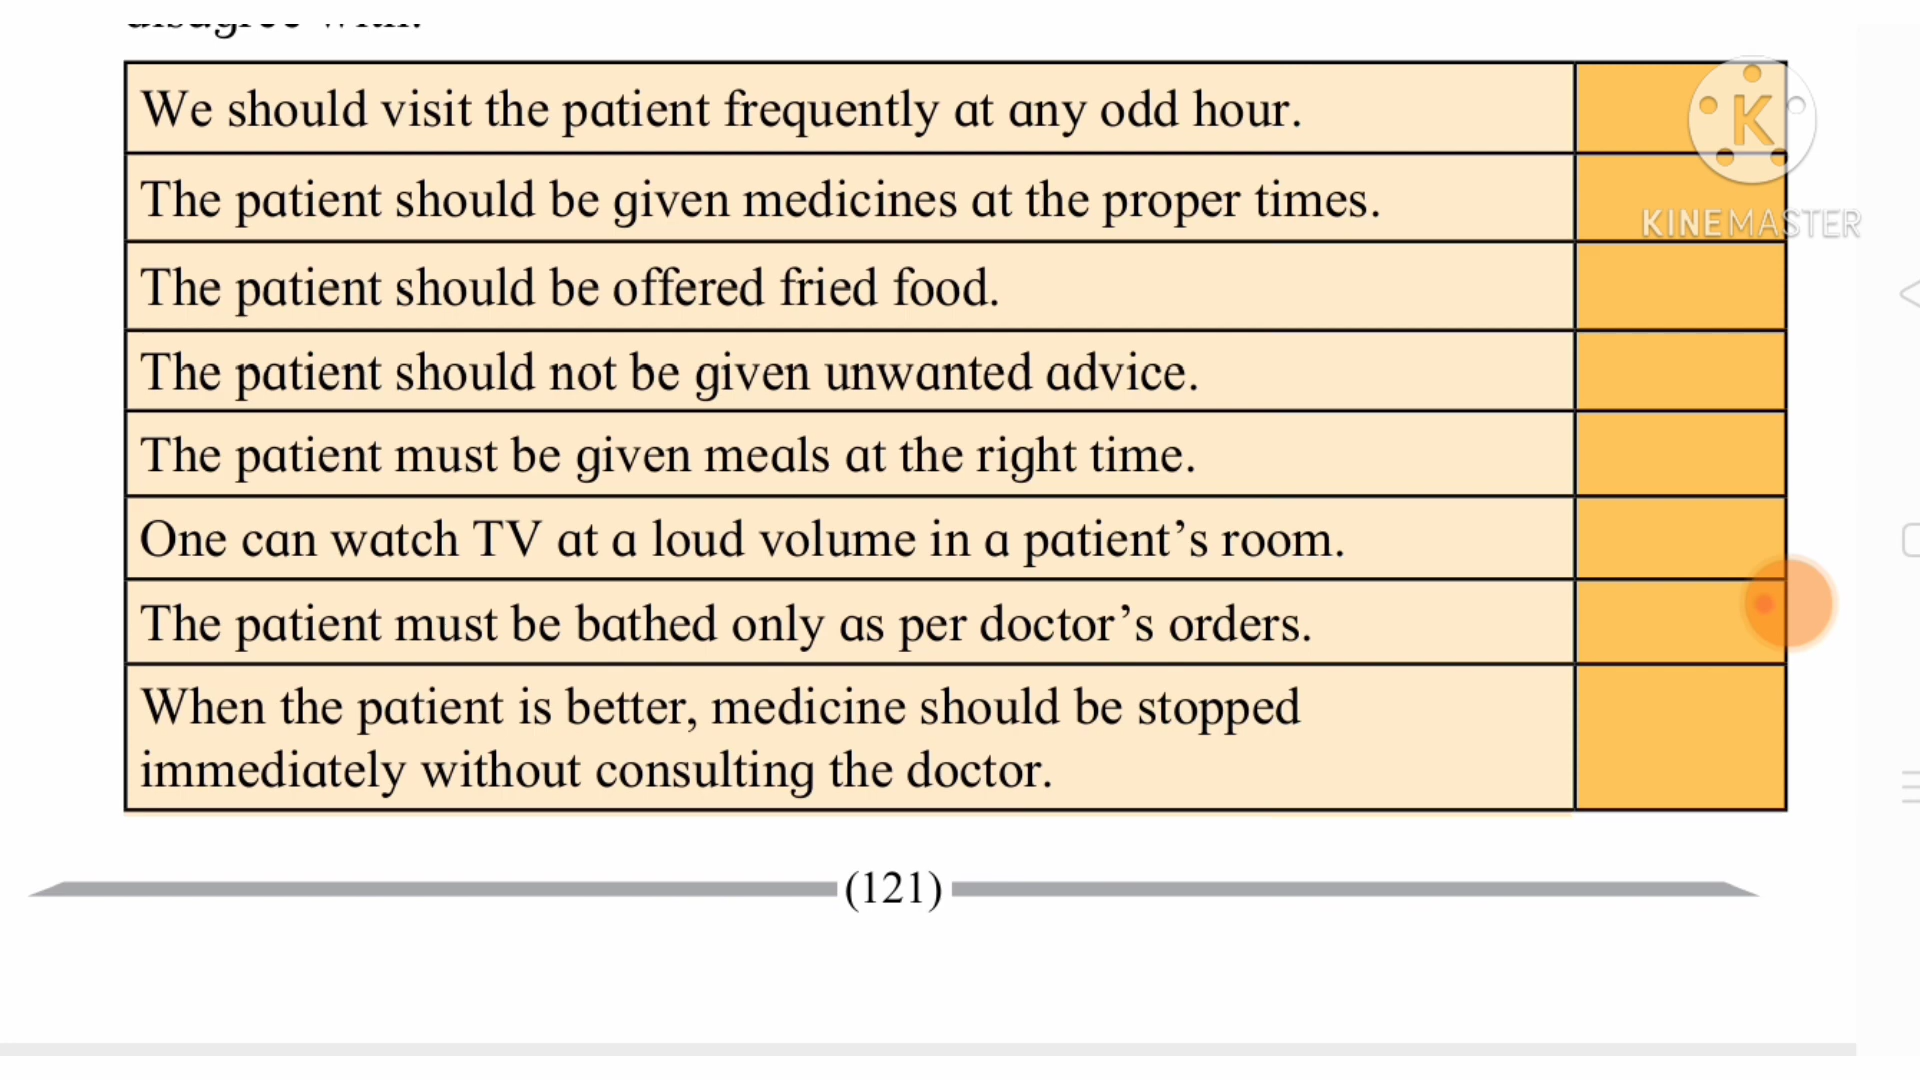 disagree with.
We should visit the patient frequently at any odd hour.
The patient should be given medicines at the proper times.
The patient should be offered fried food.
The patient should not be given unwanted advice.
The patient must be given meals at the right time.
One can watch TV at a loud volume in a patient’s room.
The patient must be bathed only as per doctor’s orders.
When the patient is better, medicine should be stopped
immediately without consulting the doctor.
(121)
K
KINEMASTER